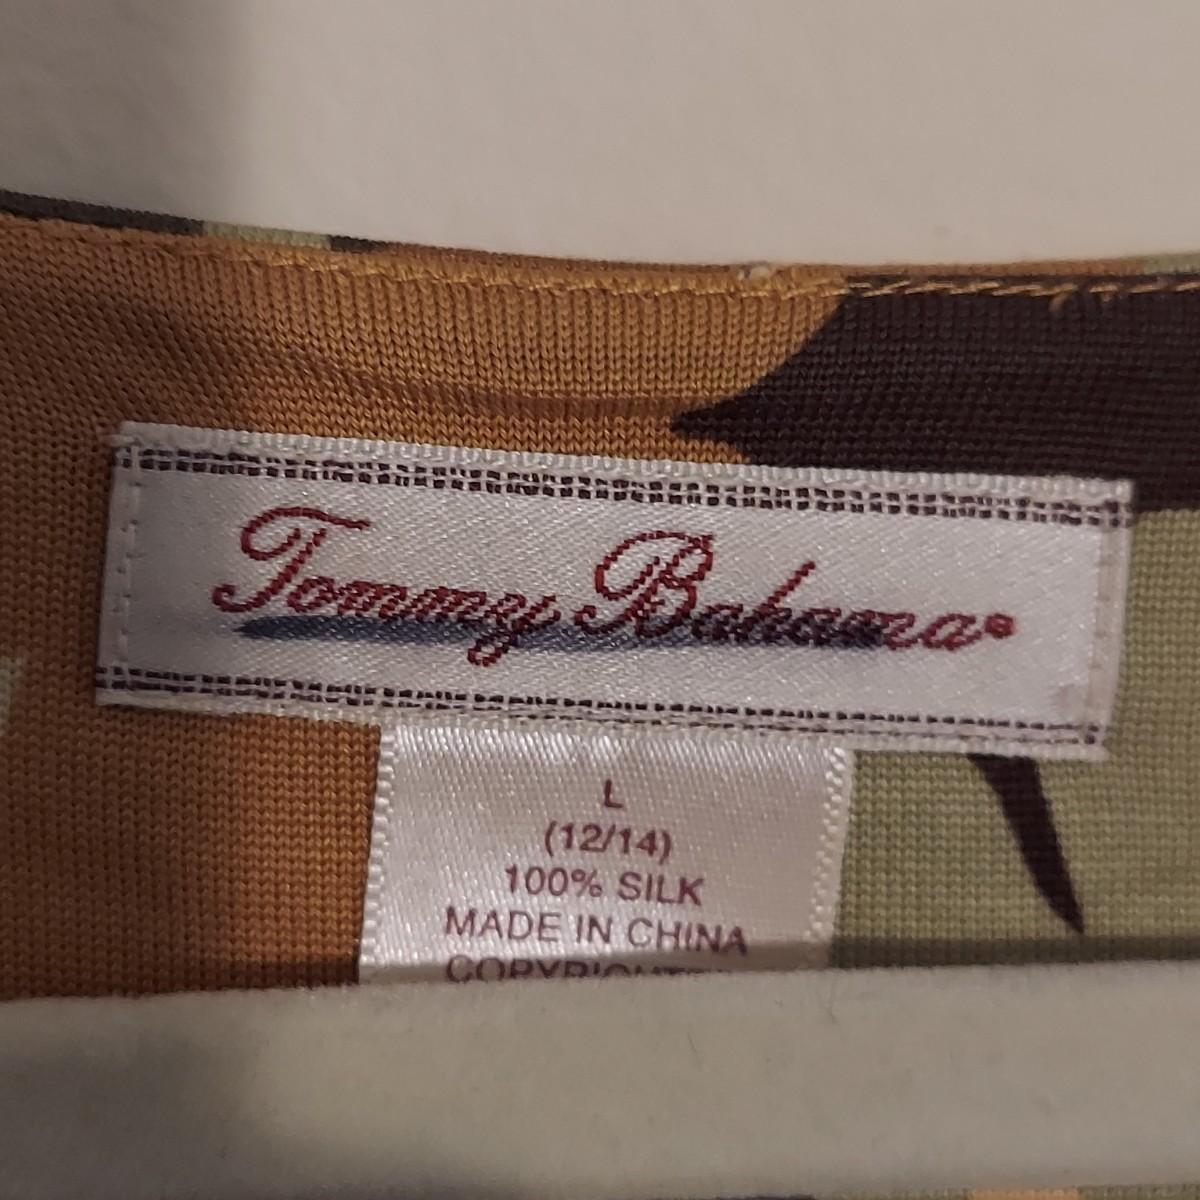 Tommy Bahama®
L
(12/14)
100% SILK
MADE IN CHINA